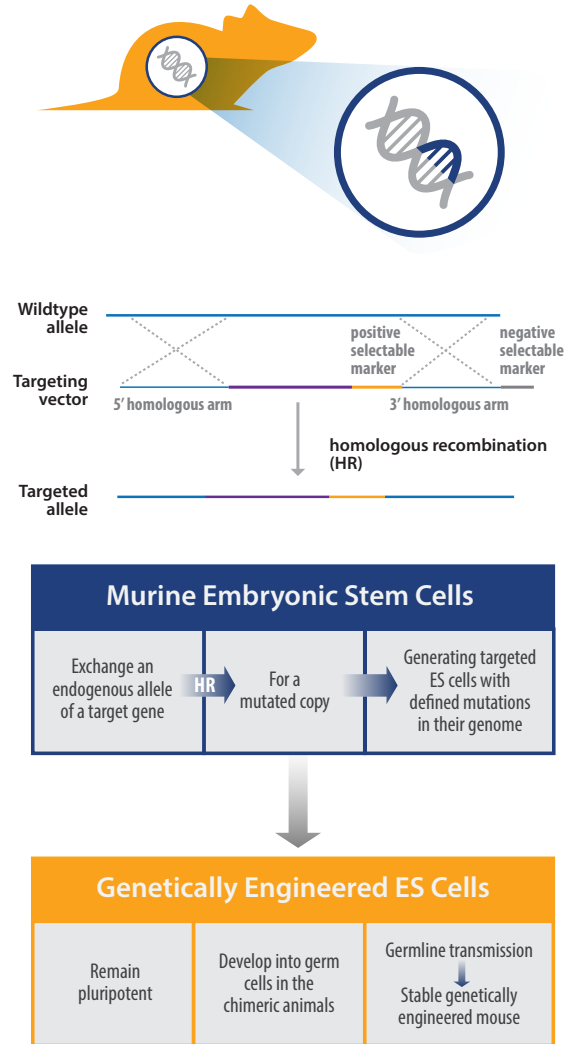 Wildtype
allele
positive
selectable
marker
negative
selectable
marker
Targeting
vector
5′ homologous arm
3′ homologous arm
homologous recombination
(HR)
Targeted
allele
Murine Embryonic Stem Cells
Exchange an
endogenous allele
of a target gene
HR
For a
mutated copy
Generating targeted
ES cells with
defined mutations
in their genome
Genetically Engineered ES Cells
Remain
pluripotent
Develop into germ
cells in the
chimeric animals
Germline transmission
Stable genetically
engineered mouse